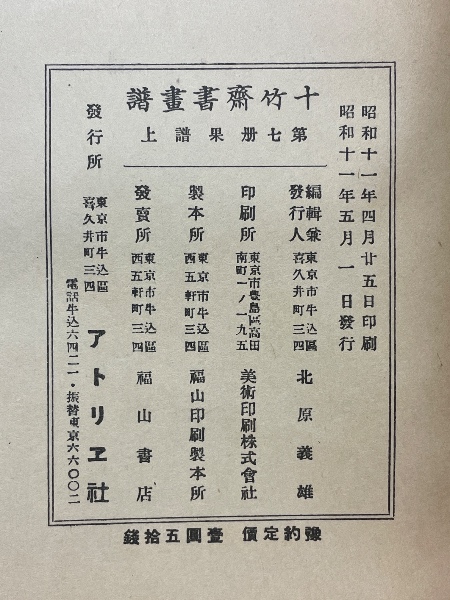 昭和十一年四月廿五日印刷
昭和十一年五月一日發行
十竹齋書畫譜
第七册果譜上
編輯兼發行人
東京市牛込區喜久井町三四
北原義雄
印刷所
東京市豊島區高田南町一ノ一九五
美術印刷株式會社
製本所
東京市牛込區西五軒町三四
福山印刷製本所
發賣所
東京市牛込區西五軒町三四
福山書店
發行所
東京市牛込區喜久井町三四
アトリヱ社
電話牛込六四二一・振替東京六六〇〇二
豫約定價 壹圓五拾錢